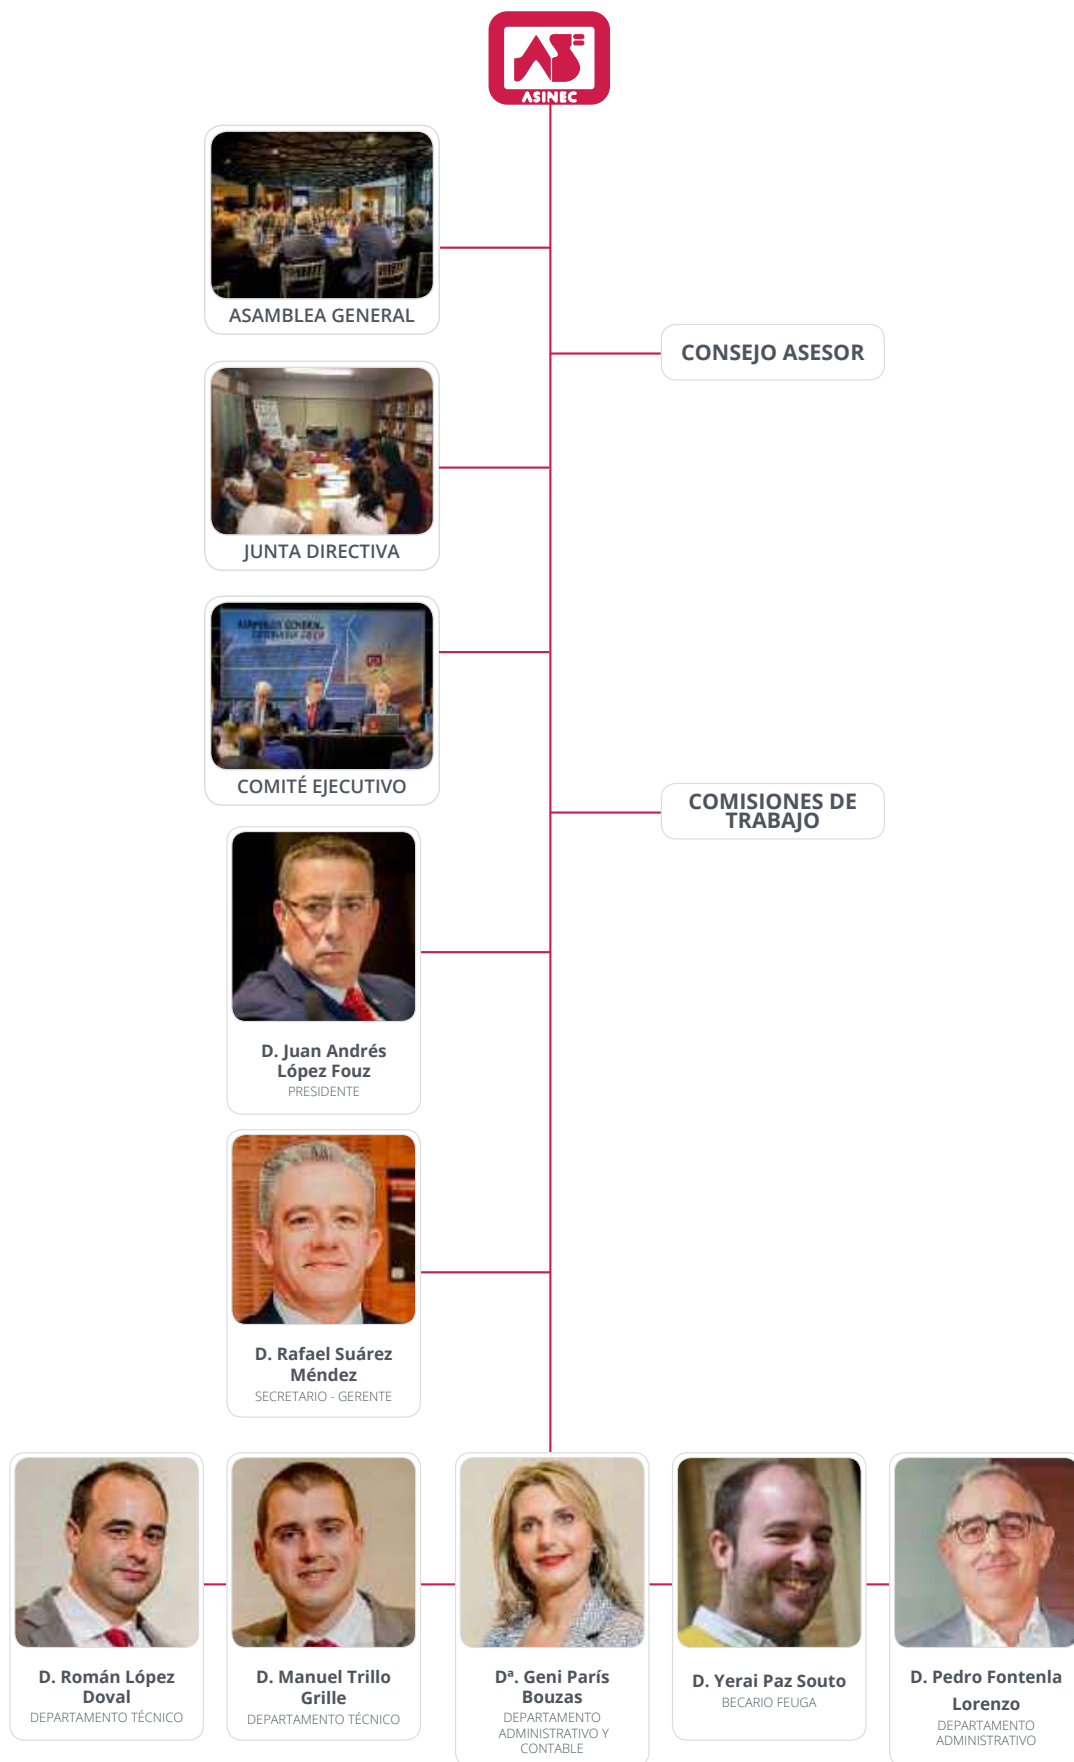 ASINEC
ASAMBLEA GENERAL
CONSEJO ASESOR
JUNTA DIRECTIVA
ASAMBLEA GENERAL
COMITÉ EJECUTIVO
COMISIONES DE
TRABAJO
D. Juan Andrés
López Fouz
PRESIDENTE
D. Rafael Suárez
Méndez
SECRETARIO - GERENTE
D. Román López
Doval
DEPARTAMENTO TÉCNICO
D. Manuel Trillo
Grille
DEPARTAMENTO TÉCNICO
Dª. Geni París
Bouzas
DEPARTAMENTO
ADMINISTRATIVO Y
CONTABLE
D. Yerai Paz Souto
BECARIO FEUGA
D. Pedro Fontenla
Lorenzo
DEPARTAMENTO
ADMINISTRATIVO